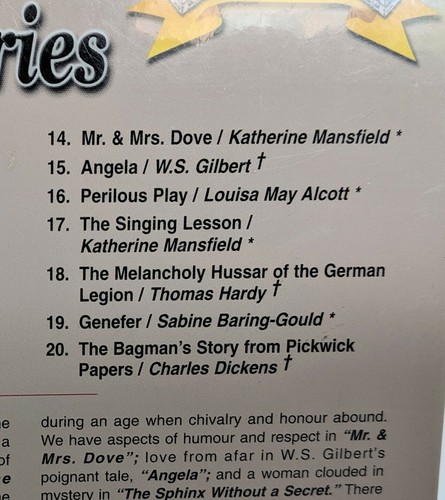 ries
14. Mr. & Mrs. Dove / Katherine Mansfield *
15. Angela / W.S. Gilbert †
16. Perilous Play / Louisa May Alcott *
17. The Singing Lesson /
Katherine Mansfield *
18. The Melancholy Hussar of the German
Legion / Thomas Hardy †
19. Genefer / Sabine Baring-Gould *
20. The Bagman's Story from Pickwick
Papers / Charles Dickens †
during an age when chivalry and honour abound.
We have aspects of humour and respect in "Mr. &
Mrs. Dove"; love from afar in W.S. Gilbert's
poignant tale, "Angela"; and a woman clouded in
mystery in "The Sphinx Without a Secret." There